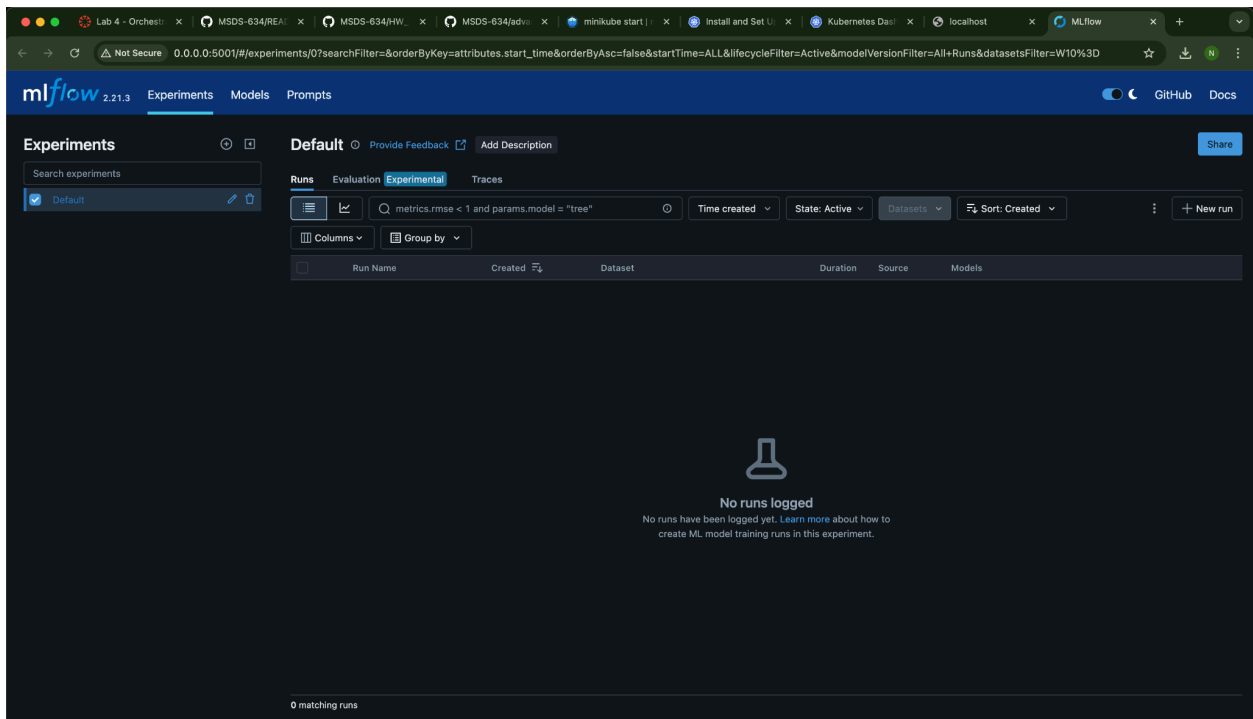 Lab 4 - Orchestr
MSDS-634/REAL
MSDS-634/HW_
MSDS-634/adva
minikube start |
Install and Set U
Kubernetes Das
localhost
MLflow
Not Secure 0.0.0.0:5001/#/experiments/0?searchFilter=&orderByKey=attributes.start_time&orderByAsc=false&startTime=ALL&lifecycleFilter=Active&modelVersionFilter=All+Runs&datasetsFilter=W10%3D
N
mlflow 2.21.3 Experiments Models Prompts GitHub Docs
Experiments
Search experiments
Default
Default Provide Feedback Add Description Share
Runs Evaluation Experimental Traces
metrics.rmse < 1 and params.model = "tree" Time created State: Active Datasets Sort: Created + New run
Columns Group by
Run Name Created Dataset Duration Source Models
No runs logged
No runs have been logged yet. Learn more about how to
create ML model training runs in this experiment.
0 matching runs